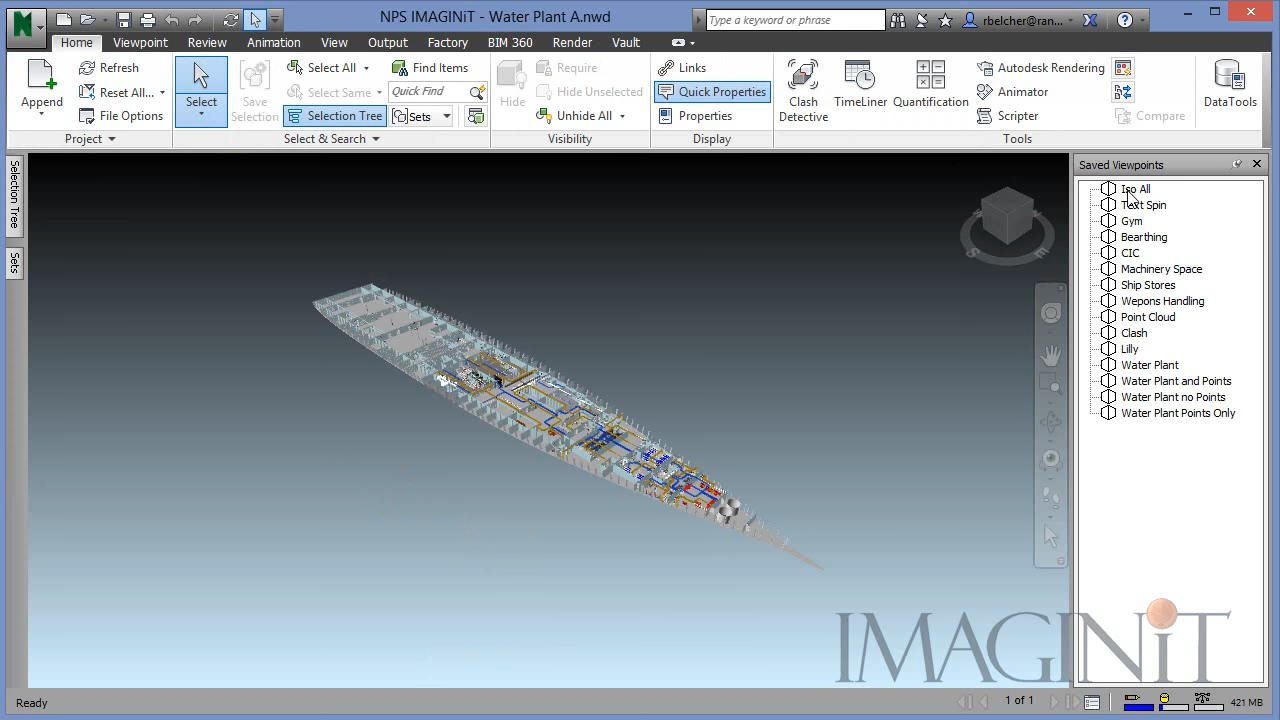 NPS IMAGINiT - Water Plant A.nwd
Type a keyword or phrase
rbelcher@ran...
Home Viewpoint Review Animation View Output Factory BIM 360 Render Vault
Append
Refresh
Reset All...
File Options
Project
Select
Save Selection
Select All
Select Same
Selection Tree
Find Items
Quick Find
Sets
Select & Search
Hide
Require
Hide Unselected
Unhide All
Visibility
Links
Quick Properties
Properties
Display
Clash Detective
TimeLiner
Quantification
Autodesk Rendering
Animator
Scripter
Compare
Tools
DataTools
Selection Tree
Sets
Saved Viewpoints
Iso All
Text Spin
Gym
Bearthing
CIC
Machinery Space
Ship Stores
Wepons Handling
Point Cloud
Clash
Lilly
Water Plant
Water Plant and Points
Water Plant no Points
Water Plant Points Only
S
IMAGINiT
Ready
1 of 1
421 MB